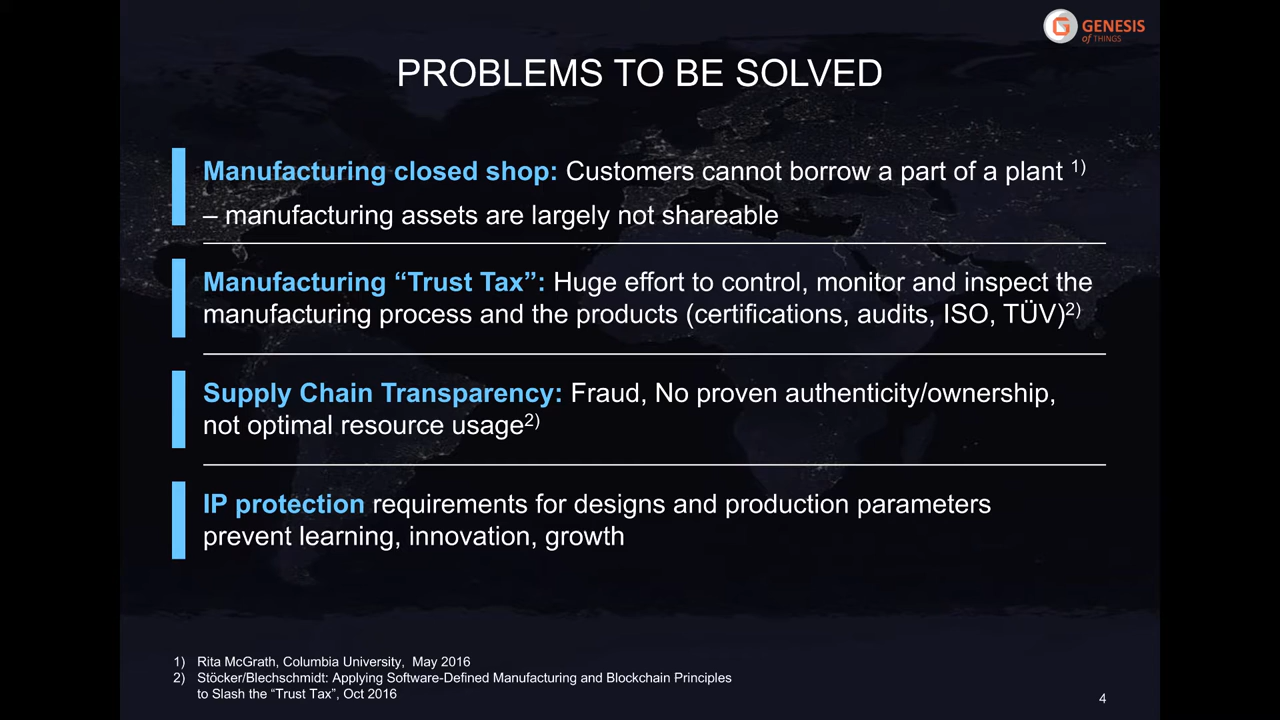 GENESIS
of THINGS
PROBLEMS TO BE SOLVED
Manufacturing closed shop: Customers cannot borrow a part of a plant 1)
– manufacturing assets are largely not shareable
Manufacturing “Trust Tax”: Huge effort to control, monitor and inspect the
manufacturing process and the products (certifications, audits, ISO, TÜV)2)
Supply Chain Transparency: Fraud, No proven authenticity/ownership,
not optimal resource usage2)
IP protection requirements for designs and production parameters
prevent learning, innovation, growth
1) Rita McGrath, Columbia University, May 2016
2) Stöcker/Blechschmidt: Applying Software-Defined Manufacturing and Blockchain Principles
to Slash the “Trust Tax”, Oct 2016
4